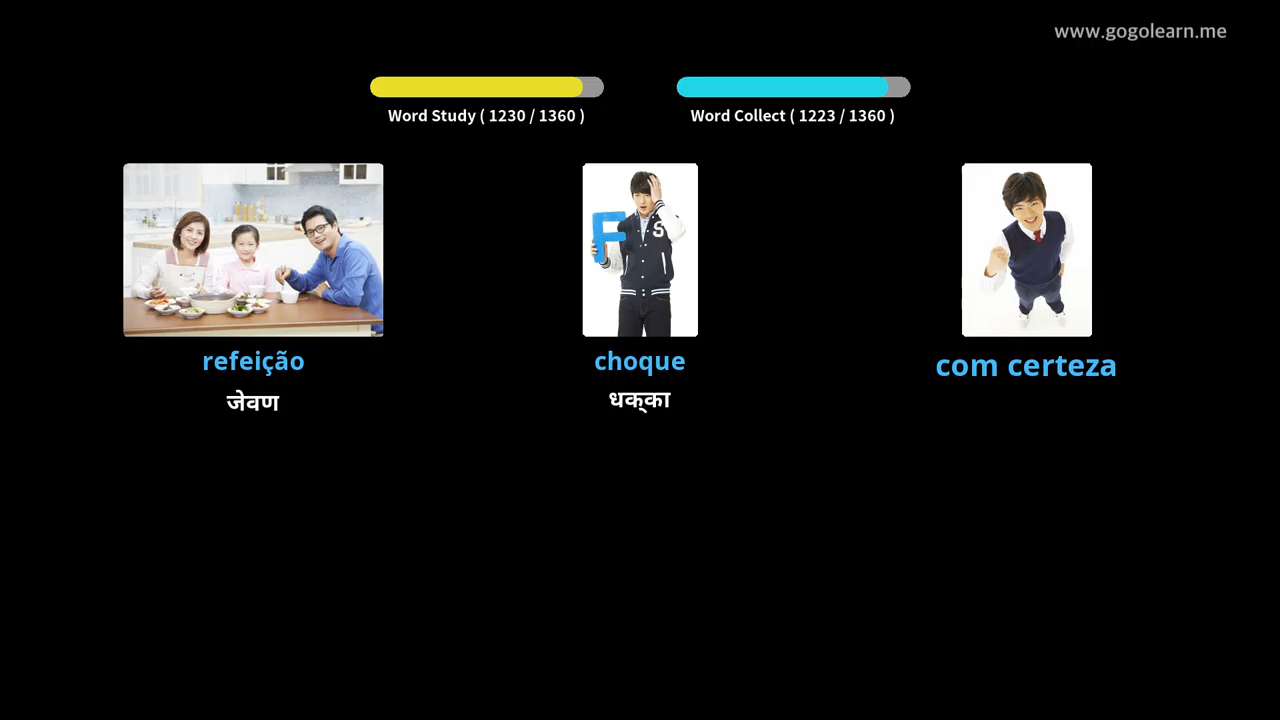 www.gogolearn.me
Word Study ( 1230 / 1360 )
Word Collect ( 1223 / 1360 )
F
S
refeição
choque
com certeza
जेवण
धक्का